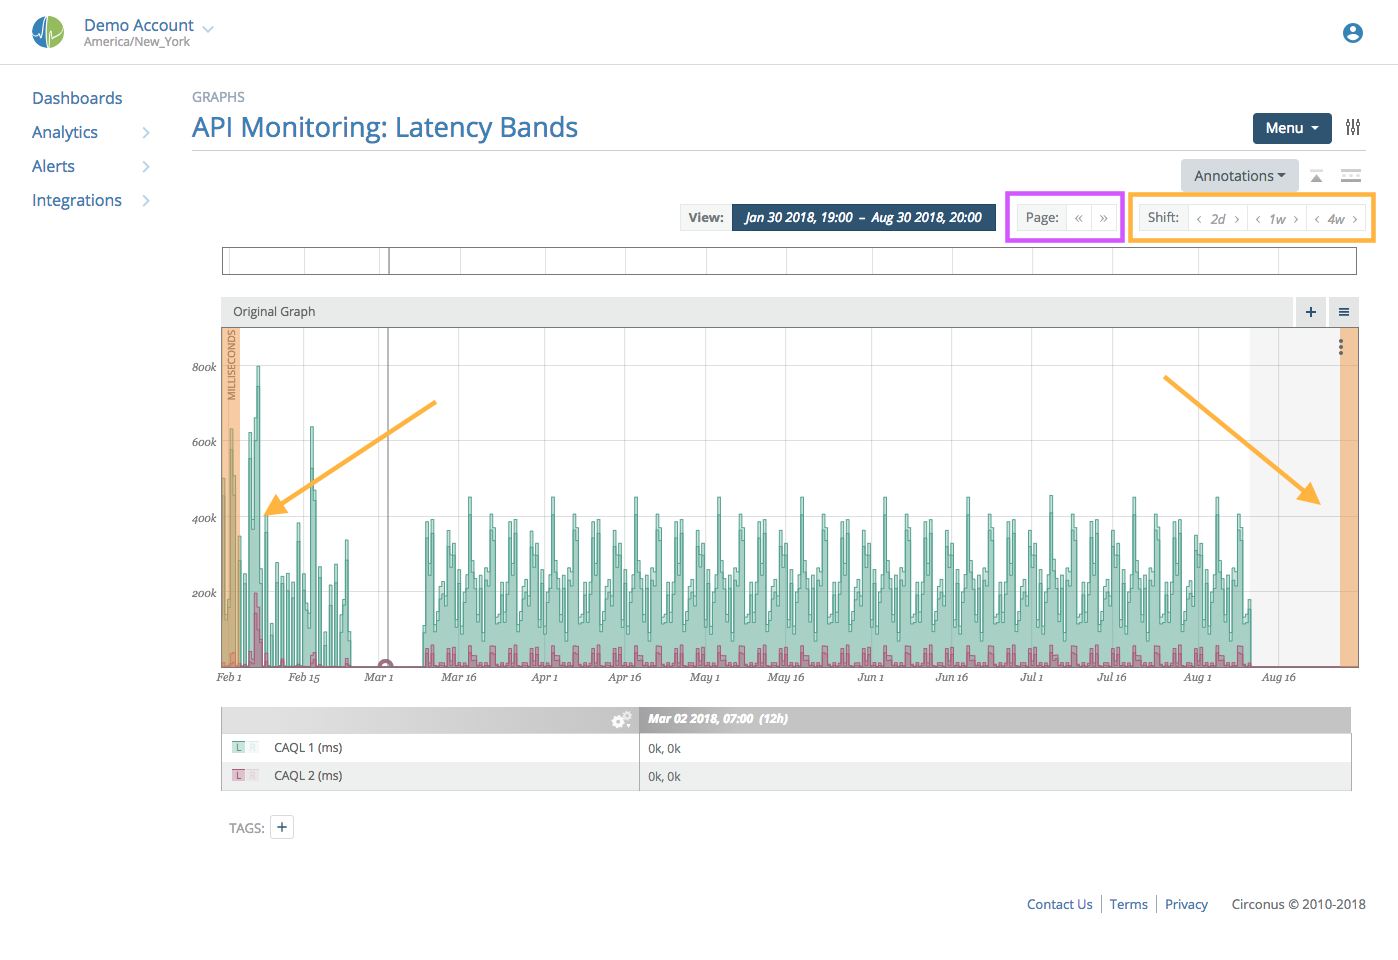 Demo Account
America/New_York
Dashboards
Analytics
Alerts
Integrations
GRAPHS
API Monitoring: Latency Bands
Menu
Annotations
View: Jan 30 2018, 19:00 – Aug 30 2018, 20:00
Page: « »
Shift: ‹ 2d › ‹ 1w › ‹ 4w ›
Original Graph
+
MILLISECONDS
800k
600k
400k
200k
Feb 1 Feb 15 Mar 1 Mar 16 Apr 1 Apr 16 May 1 May 16 Jun 1 Jun 16 Jul 1 Jul 16 Aug 1 Aug 16
Mar 02 2018, 07:00 (12h)
L R CAQL 1 (ms) 0k, 0k
L R CAQL 2 (ms) 0k, 0k
TAGS: +
Contact Us Terms Privacy Circonus © 2010-2018